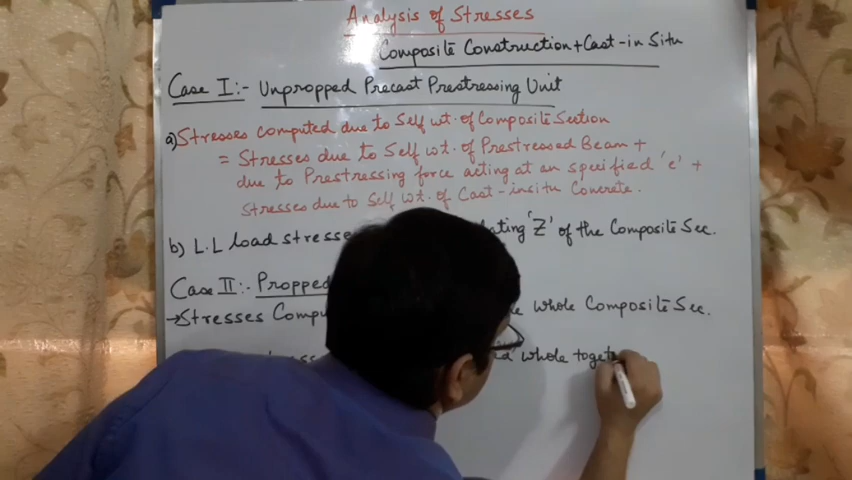 Analysis of Stresses
Composite Construction + Cast-in Situ
Case I:- Unpropped Precast Prestressing Unit
a) Stresses computed due to Self wt. of Composite Section
= Stresses due to Self wt. of Prestressed Beam +
due to Prestressing force acting at an specified 'e' +
Stresses due to Self wt. of Cast-insitu Concrete.
b) L.L load stresse ating 'Z' of the Composite Sec.
Case II:- Propped
→ Stresses Compu whole Composite Sec.
whole toget